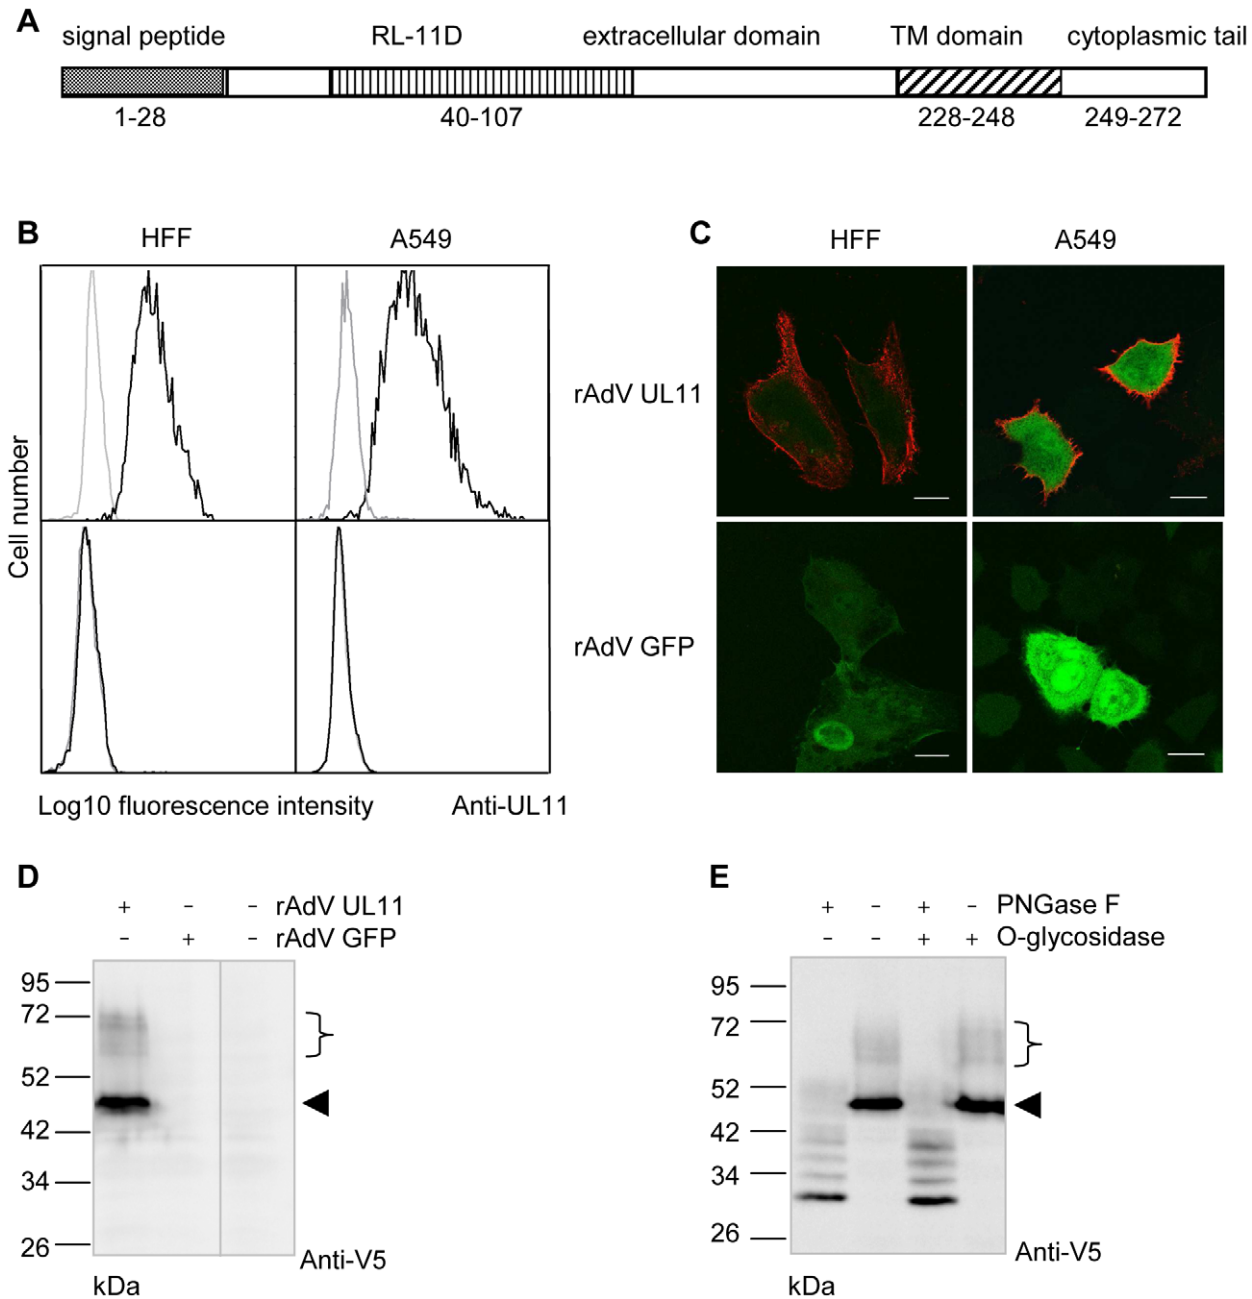 A
signal peptide RL-11D extracellular domain TM domain cytoplasmic tail
1-28 40-107 228-248 249-272
B
HFF A549
Cell number
Log10 fluorescence intensity Anti-UL11
rAdV UL11
rAdV GFP
C
HFF A549
D
+ - - rAdV UL11
- + - rAdV GFP
95
72
52
42
34
26
Anti-V5
kDa
E
+ - + - PNGase F
- - + + O-glycosidase
95
72
52
42
34
26
Anti-V5
kDa